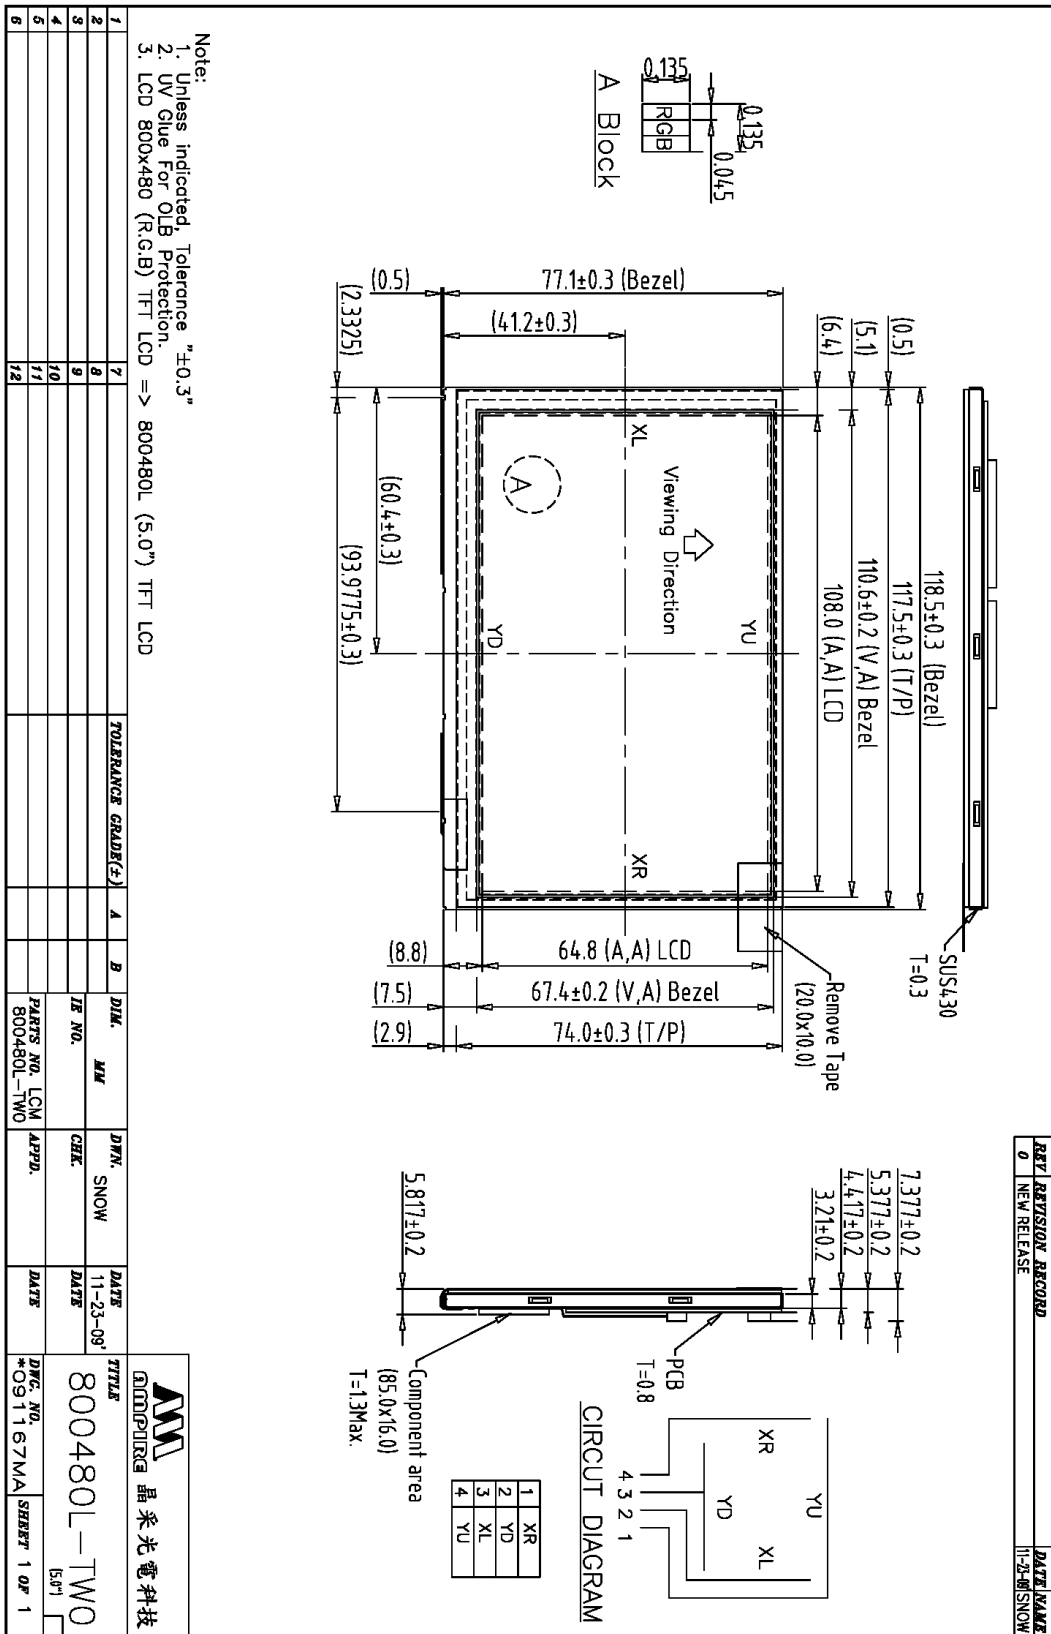 REV REVISION RECORD DATE NAME
0 NEW RELEASE 11-23-09' SNOW
SUS430
T=0.3
118.5±0.3 (Bezel)
117.5±0.3 (T/P)
110.6±0.2 (V,A) Bezel
108.0 (A,A) LCD
(0.5)
(5.1)
(6.4)
77.1±0.3 (Bezel)
(41.2±0.3)
(0.5)
(2.3325)
(60.4±0.3)
(93.9775±0.3)
XL
YU
YD
XR
Viewing Direction
A
Remove Tape
(20.0x10.0)
64.8 (A,A) LCD
67.4±0.2 (V,A) Bezel
74.0±0.3 (T/P)
(8.8)
(7.5)
(2.9)
0.135
0.045
0.135
R G B
A Block
7.377±0.2
5.377±0.2
4.417±0.2
3.21±0.2
5.817±0.2
PCB
T=0.8
Component area
(85.0x16.0)
T=1.3Max.
YU
XR
XL
YD
4 3 2 1
CIRCUT DIAGRAM
1 XR
2 YD
3 XL
4 YU
Note:
1. Unless indicated, Tolerance "±0.3"
2. UV Glue For OLB Protection.
3. LCD 800x480 (R.G.B) TFT LCD => 800480L (5.0") TFT LCD
1 7 TOLERANCE GRADE(±) A B
2 8
3 9
4 10
5 11
6 12
DIM. MM
DWN. SNOW
DATE 11-23-09'
IE NO.
CHK.
DATE
PARTS NO. LCM
800480L-TW0
APPD.
DATE
AMPIRE 晶采光電科技
TITLE
800480L-TW0
(5.0")
DWG. NO.
*091167MA
SHEET 1 OF 1